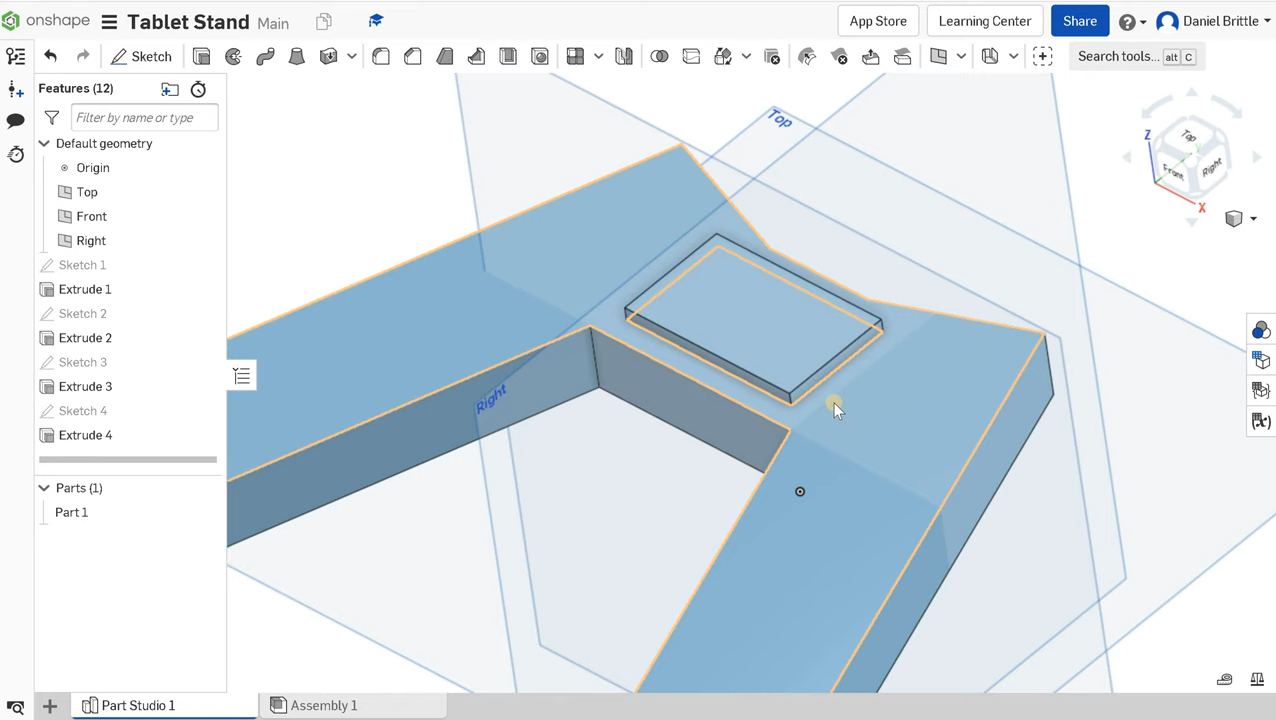 onshape Tablet Stand Main App Store Learning Center Share Daniel Brittle
Sketch Search tools... alt C
Features (12)
Filter by name or type
Default geometry
Origin
Top
Front
Right
Sketch 1
Extrude 1
Sketch 2
Extrude 2
Sketch 3
Extrude 3
Sketch 4
Extrude 4
Parts (1)
Part 1
Top
Right
Z
Top
Front
Right
X
(x)
Part Studio 1 Assembly 1